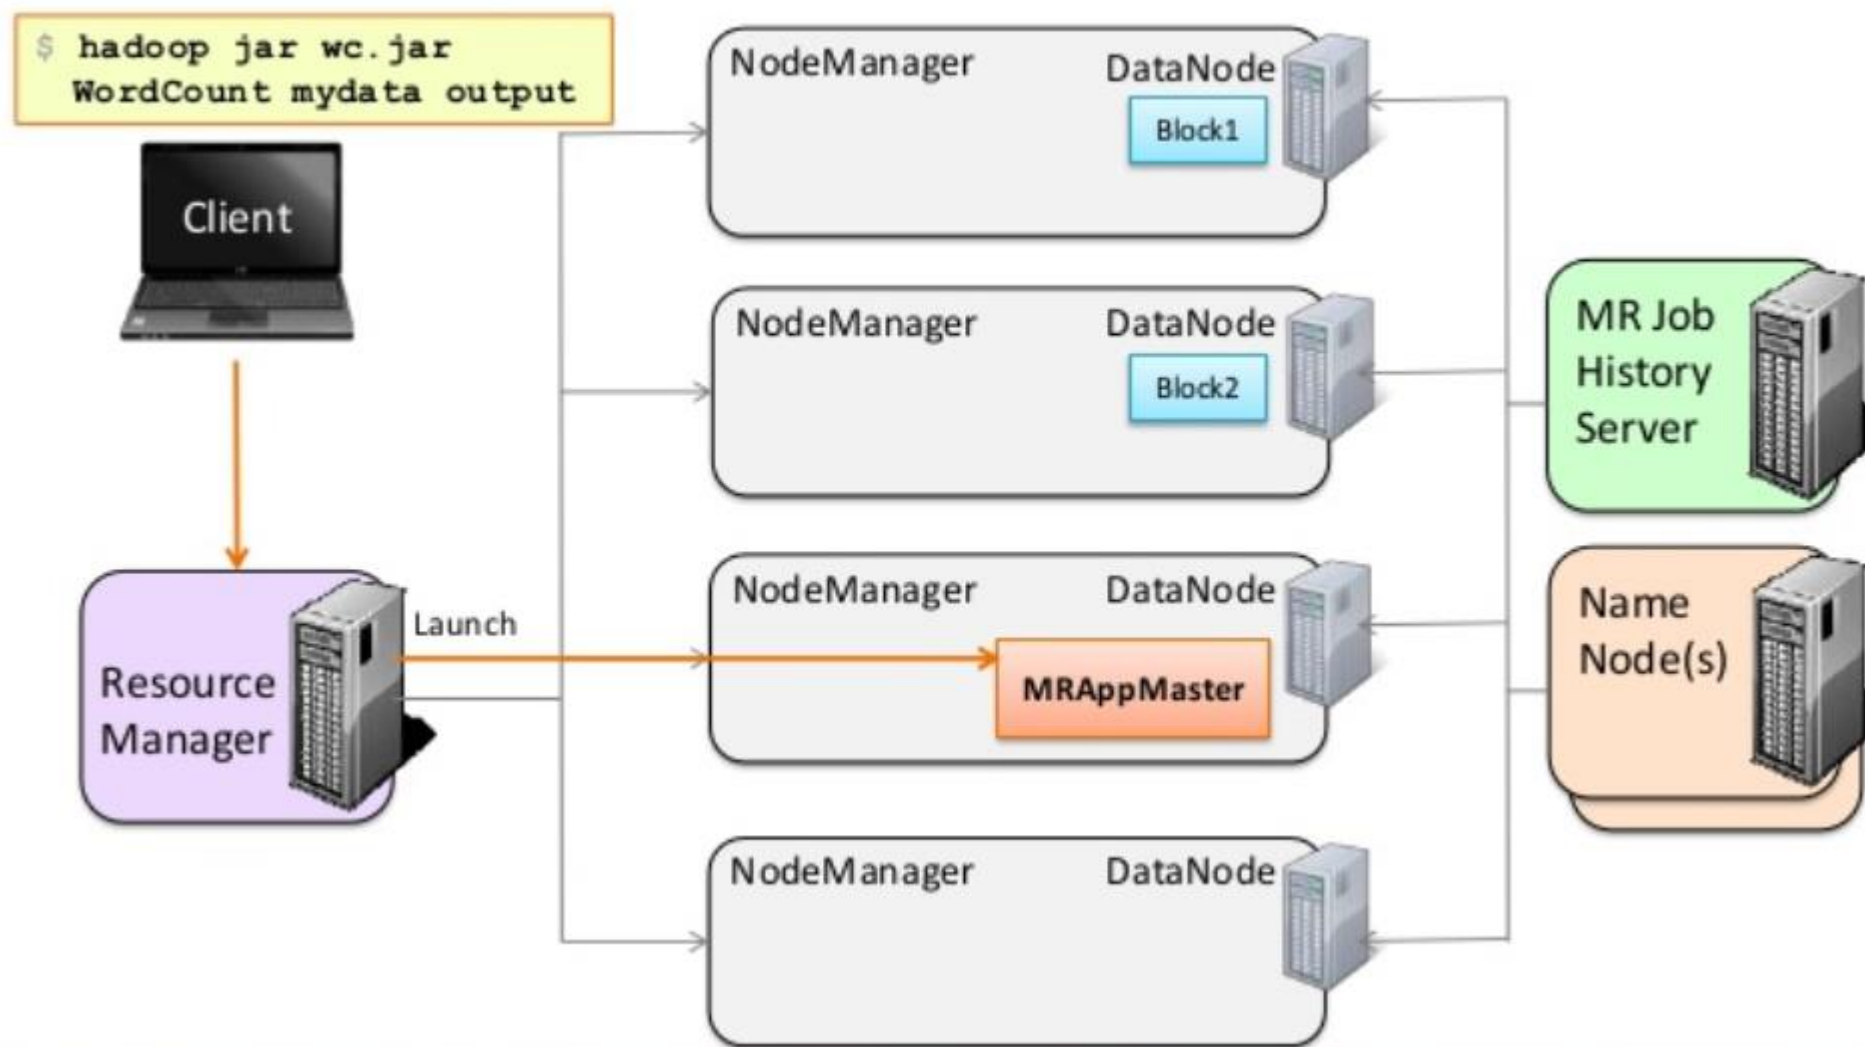 $ hadoop jar wc.jar
WordCount mydata output
Client
Resource
Manager
Launch
NodeManager DataNode
Block1
NodeManager DataNode
Block2
NodeManager DataNode
MRAppMaster
NodeManager DataNode
MR Job
History
Server
Name
Node(s)